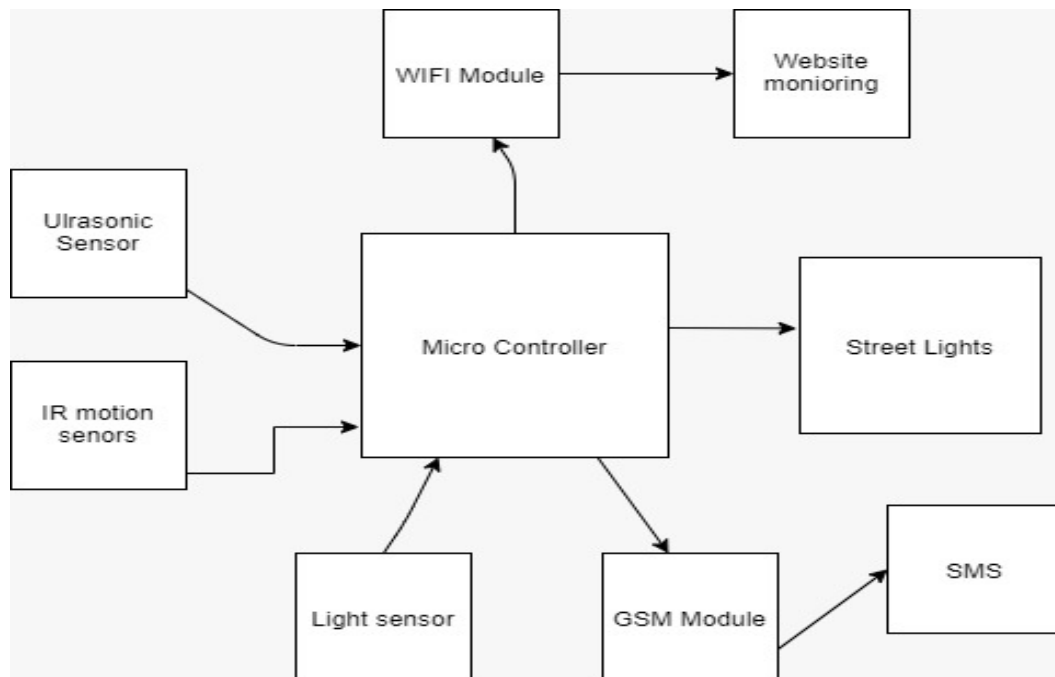 WIFI Module
Website
monioring
Ulrasonic
Sensor
Micro Controller
Street Lights
IR motion
senors
Light sensor
GSM Module
SMS